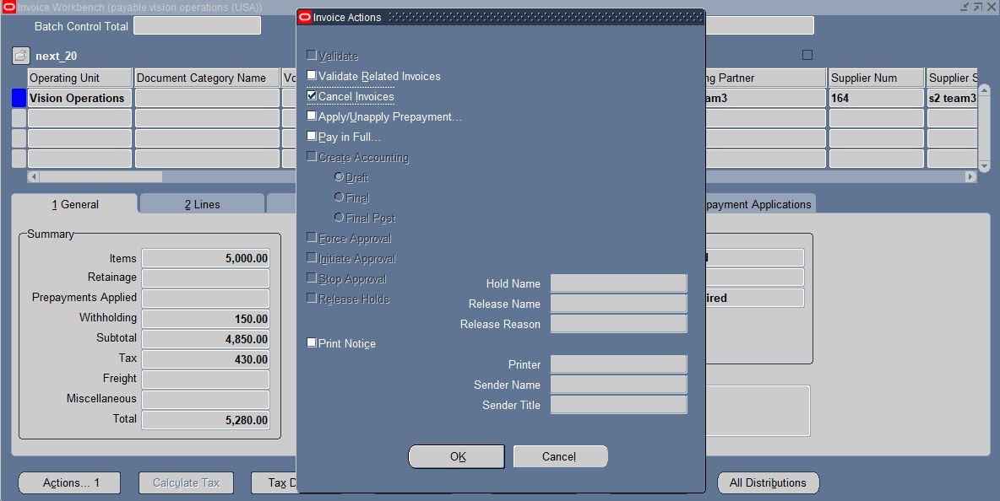 Invoice Workbench (payable vision operations (USA))
Invoice Actions
Batch Control Total
next_20
Operating Unit
Document Category Name
Vo
ng Partner
Supplier Num
Supplier S
Vision Operations
am3
164
s2 team3
Validate
Validate Related Invoices
Cancel Invoices
Apply/Unapply Prepayment...
Pay in Full...
Create Accounting
Draft
Final
Final Post
Force Approval
Initiate Approval
Stop Approval
Release Holds
Print Notice
Hold Name
Release Name
Release Reason
Printer
Sender Name
Sender Title
OK
Cancel
1 General
2 Lines
payment Applications
Summary
Items 5,000.00
Retainage
Prepayments Applied
Withholding 150.00
Subtotal 4,850.00
Tax 430.00
Freight
Miscellaneous
Total 5,280.00
ired
Actions... 1
Calculate Tax
Tax D
All Distributions